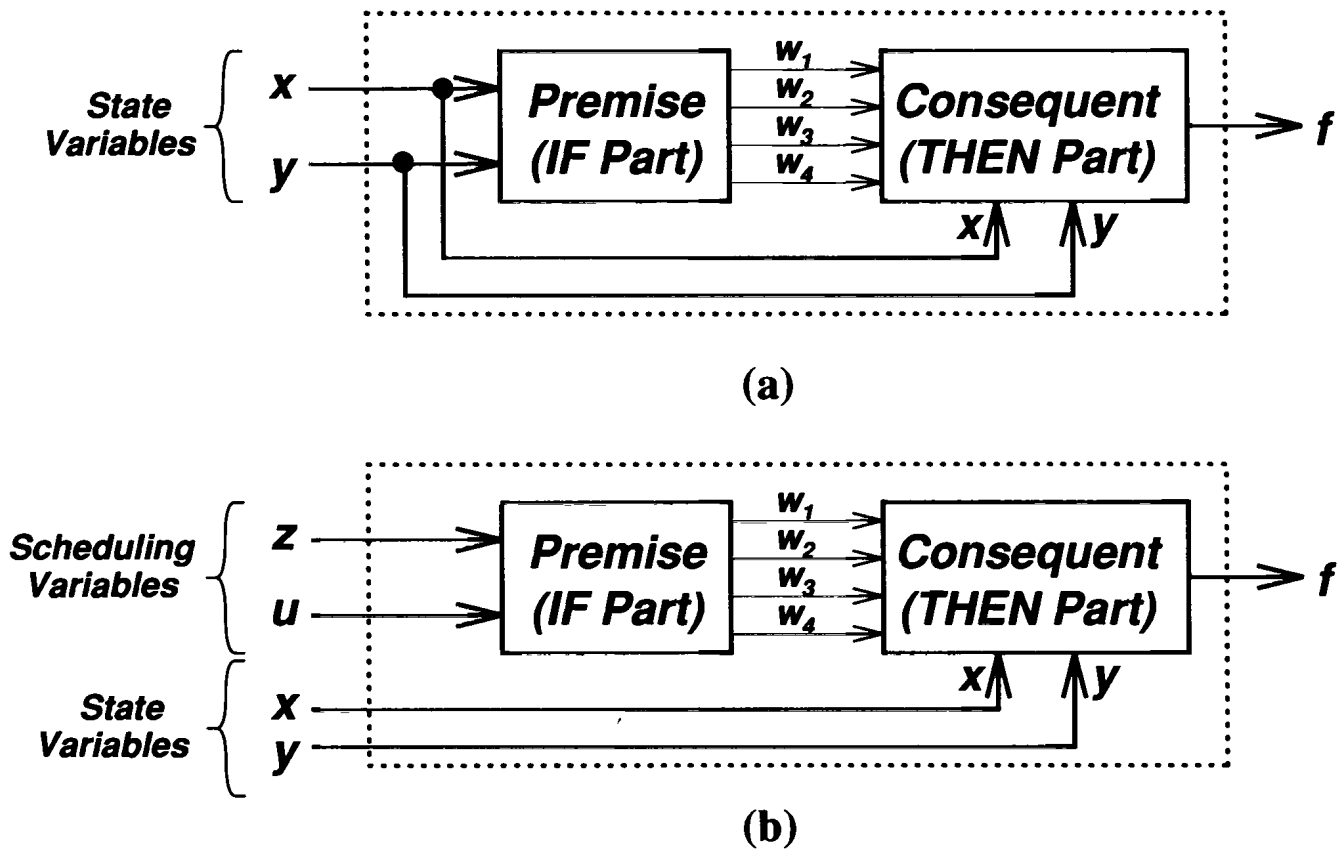 State
Variables
x
y
Premise
(IF Part)
w1
w2
w3
w4
Consequent
(THEN Part)
x
y
f
(a)
Scheduling
Variables
z
u
State
Variables
x
y
Premise
(IF Part)
w1
w2
w3
w4
Consequent
(THEN Part)
x
y
f
(b)